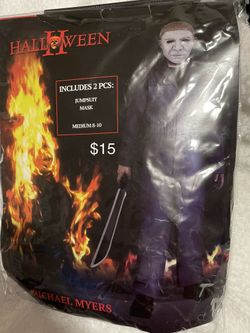 HALLOWEEN
II
INCLUDES 2 PCS:
JUMPSUIT
MASK
MEDIUM 8-10
$15
MICHAEL MYERS